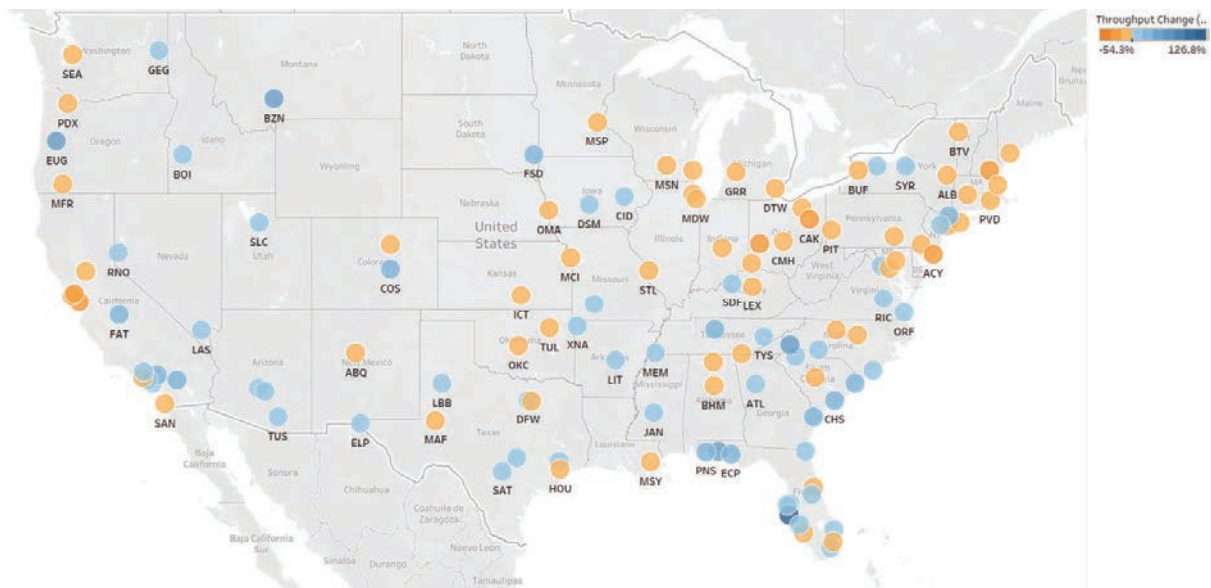 Throughput Change (..
-54.3% 126.8%
North
Dakota
Washington
Montana
Minnesota
Maine
SEA
GEG
BZN
MSP
PDX
Oregon
Idaho
South
Dakota
Wisconsin
Michigan
BTV
EUG
BOI
Wyoming
FSD
MSN
GRR
BUF
SYR
York
ALB
MFR
Iowa
DSM
CID
MDW
DTW
PVD
SLC
Nebraska
OMA
CAK
Pennsylvania
United
States
Illinois
Indiana
PIT
CMH
RNO
Nevada
Utah
COS
Kansas
MCI
Missouri
STL
West
Virginia
ACY
California
FAT
ICT
SDF
LEX
Virginia
RIC
ORF
LAS
TUL
XNA
Tennessee
TYS
Arizona
ABQ
New Mexico
OKC
Arkansas
LIT
MEM
South
Carolina
SAN
LBB
DFW
Mississippi
BHM
ATL
Georgia
CHS
TUS
ELP
MAF
Texas
JAN
Baja
California
Sonora
Louisiana
PNS
ECP
SAT
HOU
MSY
Chihuahua
Coahuila de
Zaragoza
Baja California
Sur
Sinaloa
Durango
Nuevo León
Tamaulipas